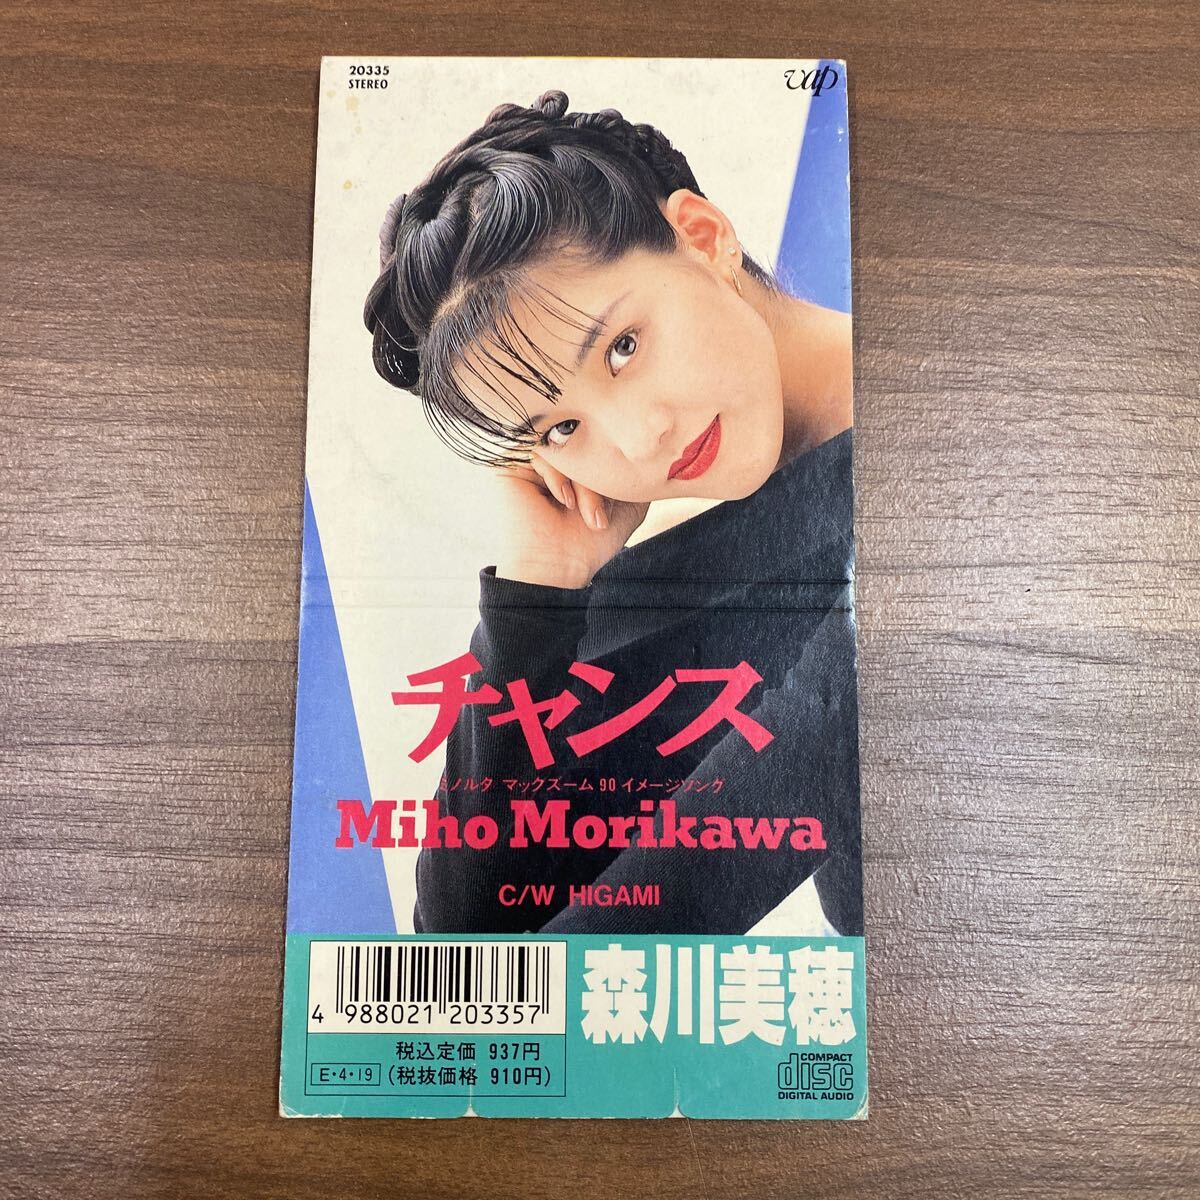 20335
STEREO
vap
チャンス
ミノルタ マックズーム90イメージソング
Miho Morikawa
C/W HIGAMI
森川美穂
4 988021 203357
税込定価 937円
E・4・19 (税抜価格 910円)
COMPACT
disc
DIGITAL AUDIO